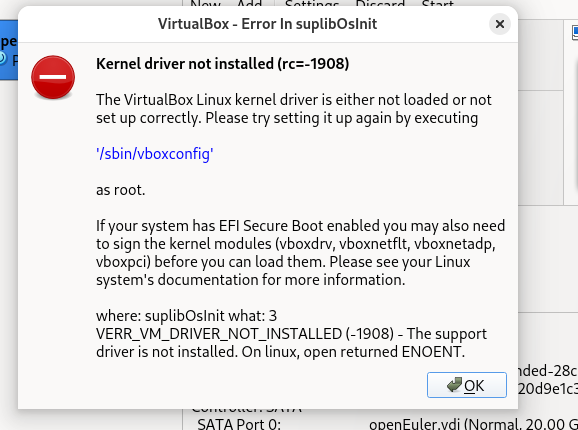 New Add Settings Discard Start
VirtualBox - Error In suplibOsInit
Kernel driver not installed (rc=-1908)
The VirtualBox Linux kernel driver is either not loaded or not
set up correctly. Please try setting it up again by executing
'/sbin/vboxconfig'
as root.
If your system has EFI Secure Boot enabled you may also need
to sign the kernel modules (vboxdrv, vboxnetflt, vboxnetadp,
vboxpci) before you can load them. Please see your Linux
system's documentation for more information.
where: suplibOsInit what: 3
VERR_VM_DRIVER_NOT_INSTALLED (-1908) - The support
driver is not installed. On linux, open returned ENOENT.
OK
nded-28c
20d9e1c3
Controller: SATA
SATA Port 0: openEuler.vdi (Normal, 20.00 G